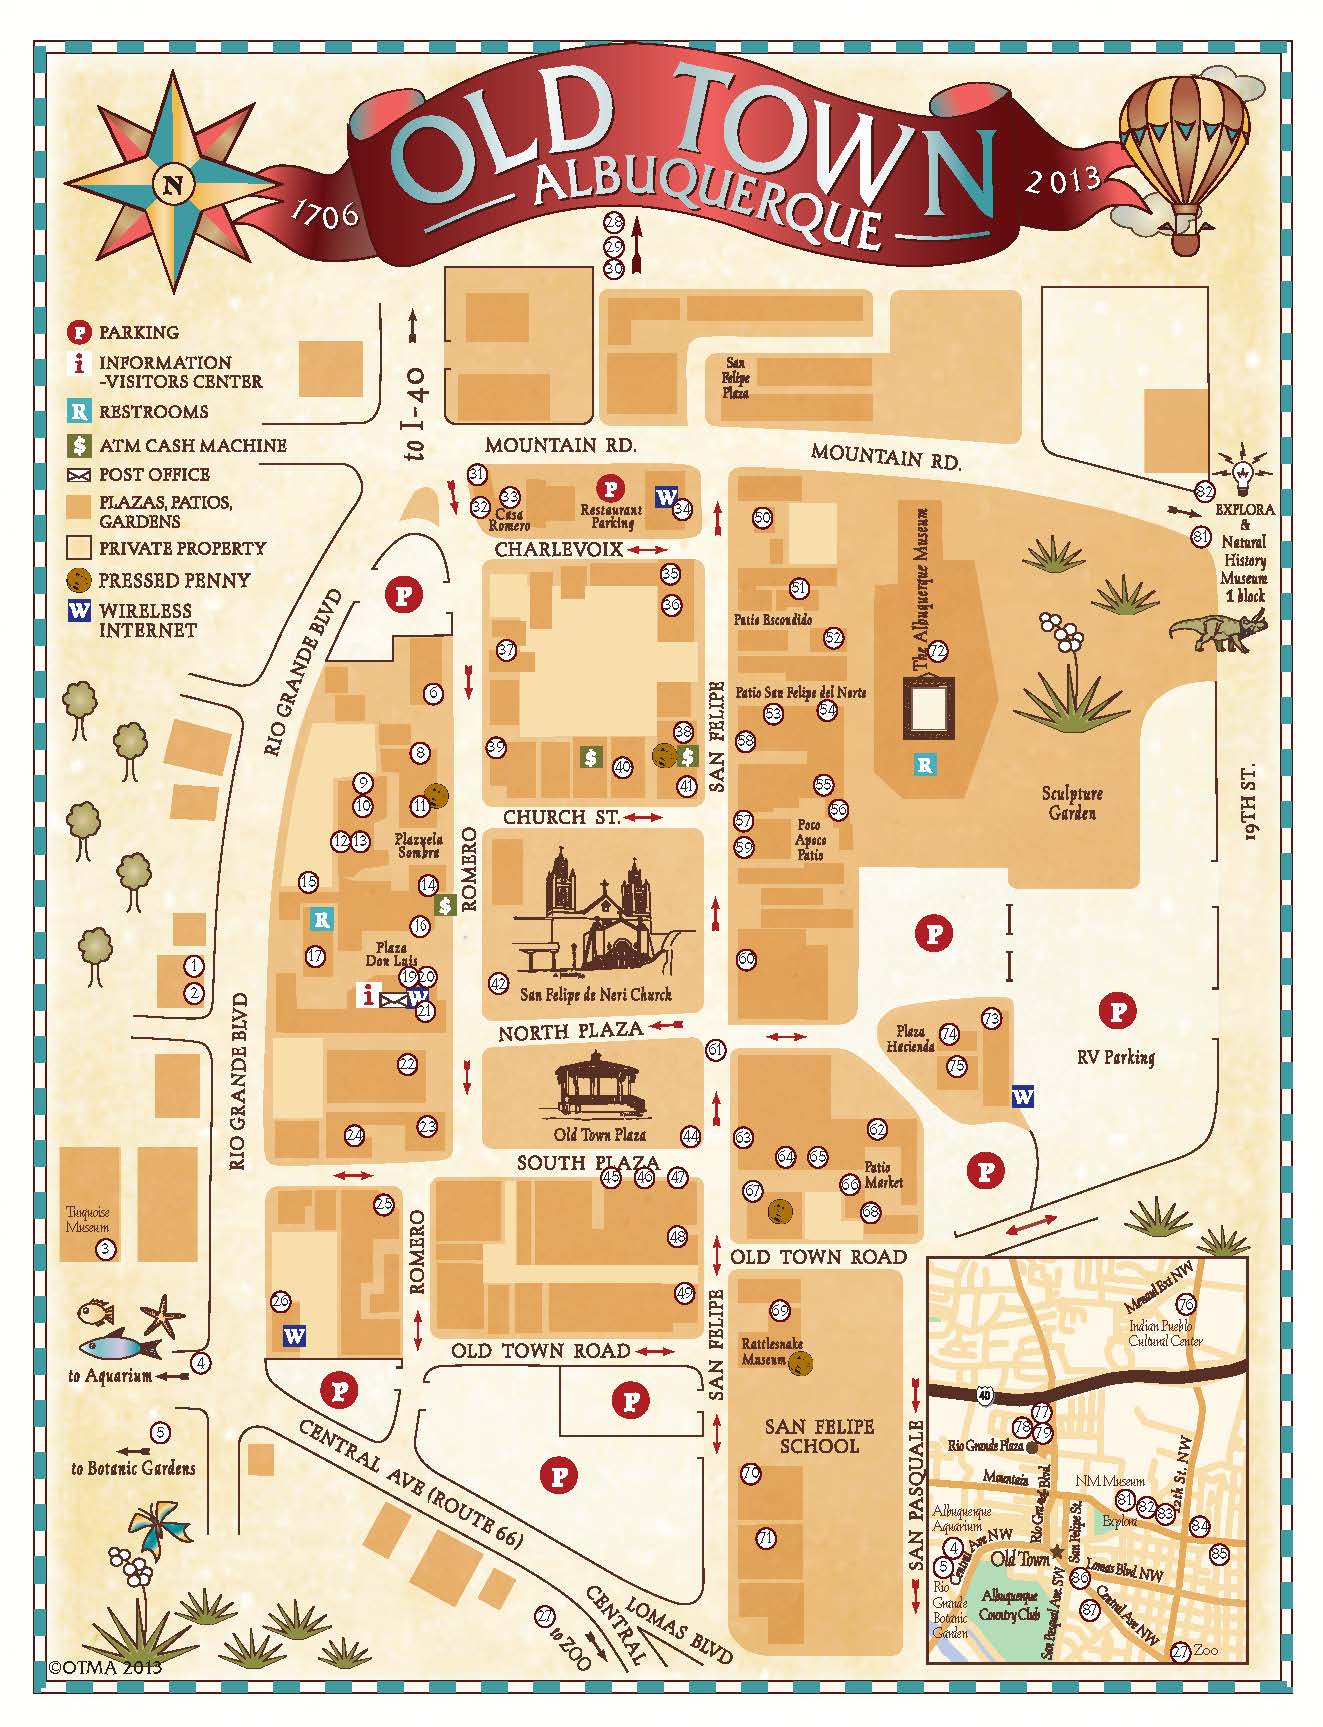 OLD TOWN
ALBUQUERQUE
1706
2013
N
28
29
30
P PARKING
i INFORMATION
-VISITORS CENTER
R RESTROOMS
$ ATM CASH MACHINE
POST OFFICE
PLAZAS, PATIOS,
GARDENS
PRIVATE PROPERTY
PRESSED PENNY
W WIRELESS
INTERNET
to I-40
San
Felipe
Plaza
MOUNTAIN RD.
MOUNTAIN RD.
31
32
33
Casa
Romero
P
Restaurant
Parking
W
34
CHARLEVOIX
50
51
Patio Escondido
52
The Albuquerque Museum
72
R
82
EXPLORA
&
Natural
History
Museum
1 block
81
P
RIO GRANDE BLVD
35
36
37
38
39
$
40
$
41
6
8
9
10
11
12
13
Plazuela
Sombra
SAN FELIPE
Patio San Felipe del Norte
53
54
58
55
56
57
59
Poco
Apoco
Patio
Sculpture
Garden
19TH ST.
CHURCH ST.
ROMERO
14
$
15
R
16
17
Plaza
Don Luis
19
20
i
W
21
42
San Felipe de Neri Church
60
P
P
RV Parking
1
2
NORTH PLAZA
61
73
74
75
Plaza
Hacienda
W
RIO GRANDE BLVD
22
23
24
Old Town Plaza
44
SOUTH PLAZA
45
46
47
62
63
64
65
66
Patio
Market
67
68
P
Turquoise
Museum
3
25
ROMERO
48
49
26
W
OLD TOWN ROAD
OLD TOWN ROAD
SAN FELIPE
69
Rattlesnake
Museum
4
to Aquarium
5
to Botanic Gardens
P
P
P
CENTRAL AVE (ROUTE 66)
SAN FELIPE
SCHOOL
70
71
SAN PASQUALE
27
to ZOO
CENTRAL
LOMAS BLVD
Menaul Ext NW
76
Indian Pueblo
Cultural Center
40
77
78
79
Rio Grande Plaza
Mountain
Rio Grande Blvd.
San Felipe St.
NM Museum
81
82
83
Explora
12th St. NW
84
85
Albuquerque
Aquarium
4
5
Central Ave NW
Old Town
Lomas Blvd NW
86
87
Central Ave NW
Rio
Grande
Botanic
Garden
Albuquerque
Country Club
San Pasqual Ave. SW
27
Zoo
©OTMA 2013